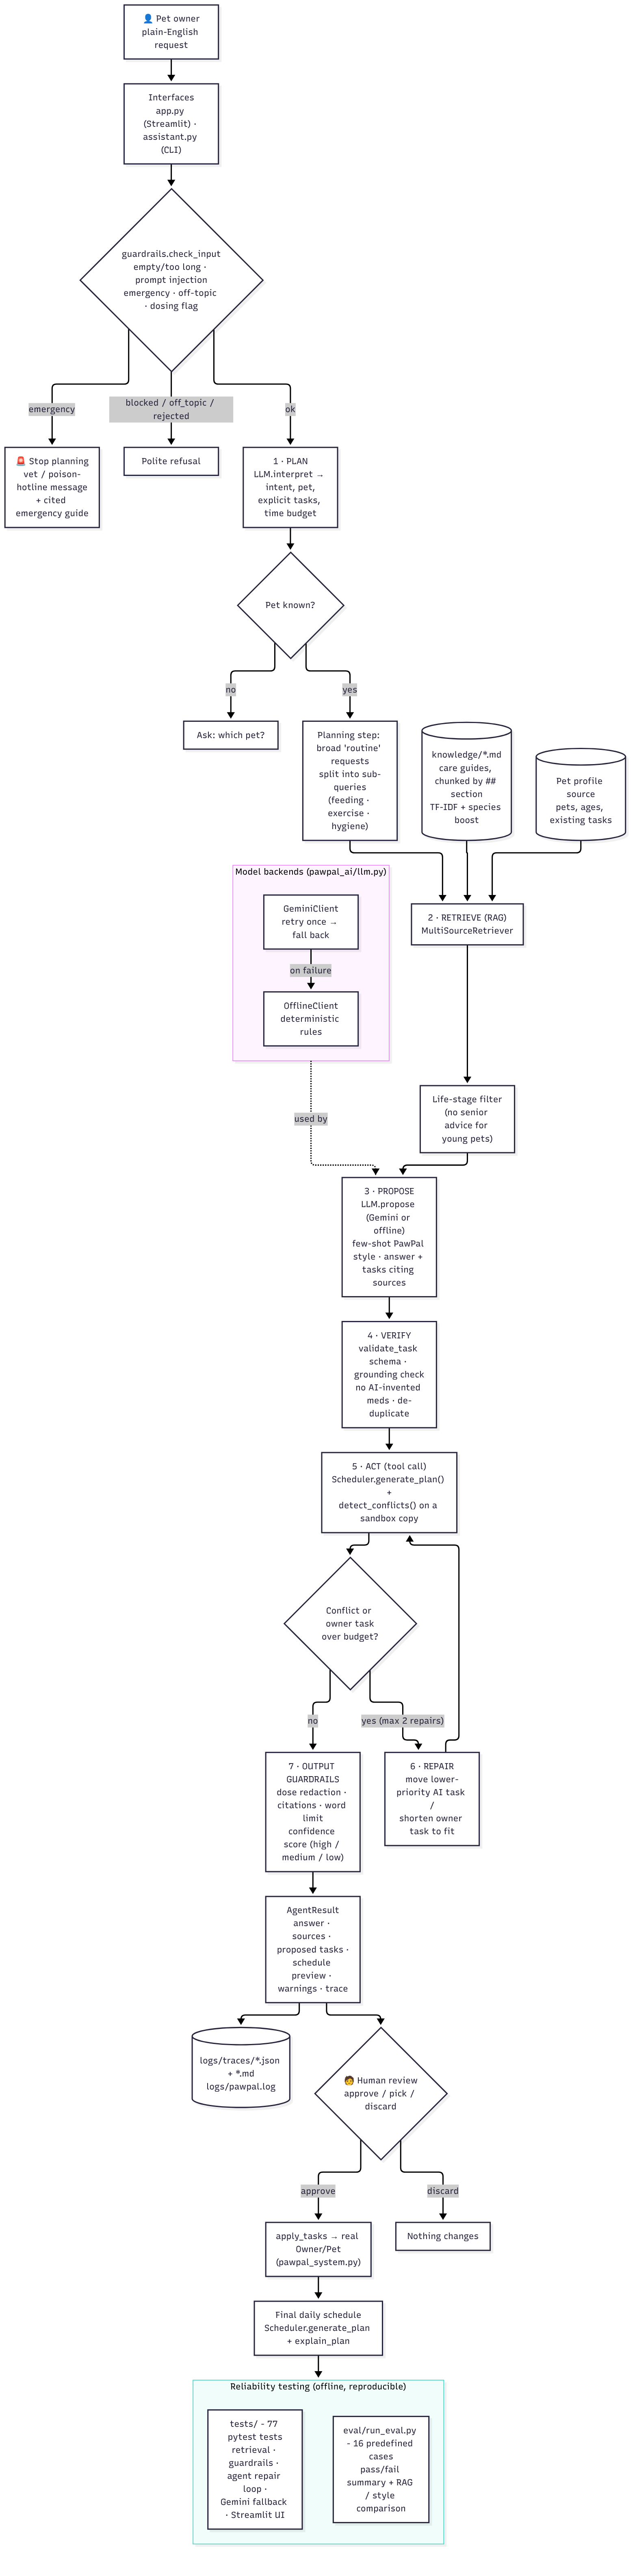 👤 Pet owner
plain-English
request
Interfaces
app.py
(Streamlit) ·
assistant.py
(CLI)
guardrails.check_input
empty/too long ·
prompt injection
emergency · off-topic
· dosing flag
emergency
blocked / off_topic /
rejected
ok
🚨 Stop planning
vet / poison-
hotline message
+ cited
emergency guide
Polite refusal
1 · PLAN
LLM.interpret →
intent, pet,
explicit tasks,
time budget
Pet known?
no
yes
Ask: which pet?
Planning step:
broad 'routine'
requests
split into sub-
queries
(feeding ·
exercise ·
hygiene)
knowledge/*.md
care guides,
chunked by ##
section
TF-IDF + species
boost
Pet profile
source
pets, ages,
existing tasks
Model backends (pawpal_ai/llm.py)
GeminiClient
retry once →
fall back
on failure
OfflineClient
deterministic
rules
used by
2 · RETRIEVE (RAG)
MultiSourceRetriever
Life-stage filter
(no senior
advice for
young pets)
3 · PROPOSE
LLM.propose
(Gemini or
offline)
few-shot PawPal
style · answer +
tasks citing
sources
4 · VERIFY
validate_task
schema ·
grounding check
no AI-invented
meds · de-
duplicate
5 · ACT (tool call)
Scheduler.generate_plan()
+
detect_conflicts() on a
sandbox copy
Conflict or
owner task
over budget?
no
yes (max 2 repairs)
7 · OUTPUT
GUARDRAILS
dose redaction ·
citations · word
limit
confidence
score (high /
medium / low)
6 · REPAIR
move lower-
priority AI task
/
shorten owner
task to fit
AgentResult
answer ·
sources ·
proposed tasks ·
schedule
preview ·
warnings · trace
logs/traces/*.json
+ *.md
logs/pawpal.log
🧑 Human review
approve / pick /
discard
approve
discard
apply_tasks → real
Owner/Pet
(pawpal_system.py)
Nothing changes
Final daily schedule
Scheduler.generate_plan
+ explain_plan
Reliability testing (offline, reproducible)
tests/ - 77
pytest tests
retrieval ·
guardrails ·
agent repair
loop ·
Gemini fallback
· Streamlit UI
eval/run_eval.py
- 16 predefined
cases
pass/fail
summary + RAG
/ style
comparison